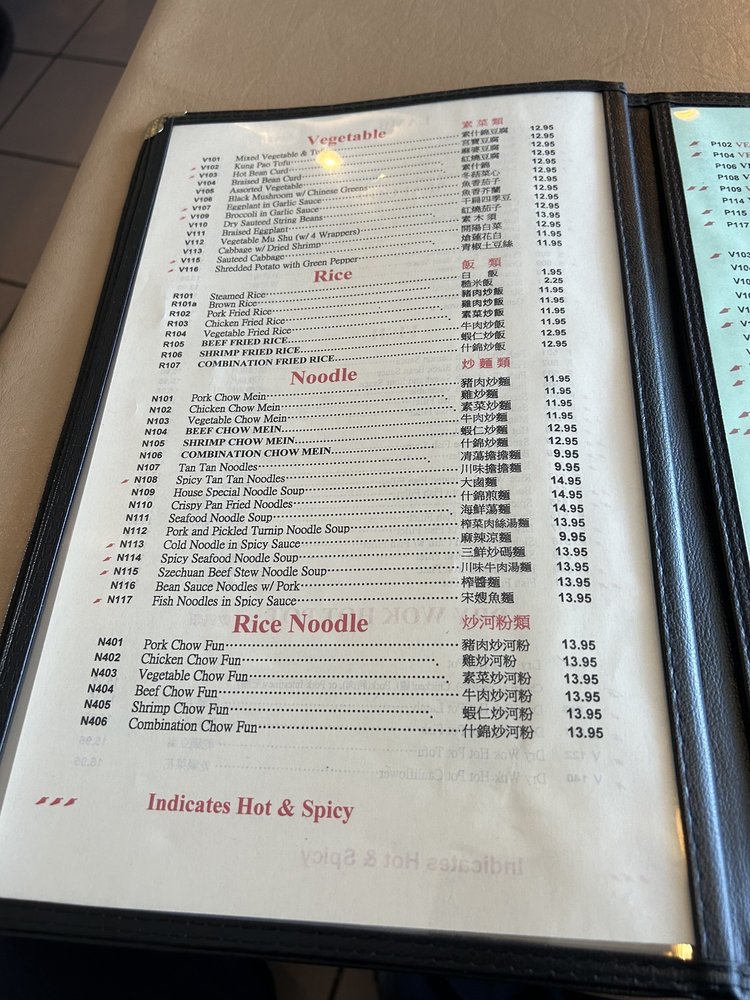 Vegetable 素菜類
V101 Mixed Vegetable & Tofu 素什錦豆腐 12.95
V102 Kung Pao Tofu 宮寶豆腐 12.95
V103 Hot Bean Curd 麻婆豆腐 12.95
V104 Braised Bean Curd 紅燒豆腐 12.95
V105 Assorted Vegetable 素什錦 12.95
V106 Black Mushroom w/ Chinese Greens 冬菇菜心 12.95
V107 Eggplant in Garlic Sauce 魚香茄子 12.95
V109 Broccoli in Garlic Sauce 魚香芥蘭 12.95
V110 Dry Sauteed String Beans 干扁四季豆 12.95
V111 Braised Eggplant 紅燒茄子 11.95
V112 Vegetable Mu Shu (w/ 4 Wrappers) 素木須 13.95
V113 Cabbage w/ Dried Shrimp 開陽白菜 12.95
V115 Sauteed Cabbage 熗蓮花白 11.95
V116 Shredded Potato with Green Pepper 青椒土豆絲 11.95
Rice 飯類
R101 Steamed Rice 白飯 1.95
R101a Brown Rice 糙米飯 2.25
R102 Pork Fried Rice 豬肉炒飯 11.95
R103 Chicken Fried Rice 雞肉炒飯 11.95
R104 Vegetable Fried Rice 素菜炒飯 11.95
R105 BEEF FRIED RICE 牛肉炒飯 11.95
R106 SHRIMP FRIED RICE 蝦仁炒飯 12.95
R107 COMBINATION FRIED RICE 什錦炒飯 12.95
Noodle 炒麵類
N101 Pork Chow Mein 豬肉炒麵 11.95
N102 Chicken Chow Mein 雞炒麵 11.95
N103 Vegetable Chow Mein 素菜炒麵 11.95
N104 BEEF CHOW MEIN 牛肉炒麵 11.95
N105 SHRIMP CHOW MEIN 蝦仁炒麵 12.95
N106 COMBINATION CHOW MEIN 什錦炒麵 12.95
N107 Tan Tan Noodles 清蕩擔擔麵 9.95
N108 Spicy Tan Tan Noodles 川味擔擔麵 9.95
N109 House Special Noodle Soup 大鹵麵 14.95
N110 Crispy Pan Fried Noodles 什錦煎麵 14.95
N111 Seafood Noodle Soup 海鮮蕩麵 14.95
N112 Pork and Pickled Turnip Noodle Soup 榨菜肉絲湯麵 13.95
N113 Cold Noodle in Spicy Sauce 麻辣涼麵 9.95
N114 Spicy Seafood Noodle Soup 三鮮炒碼麵 13.95
N115 Szechuan Beef Stew Noodle Soup 川味牛肉湯麵 13.95
N116 Bean Sauce Noodles w/ Pork 榨醬麵 13.95
N117 Fish Noodles in Spicy Sauce 宋嫂魚麵 13.95
Rice Noodle 炒河粉類
N401 Pork Chow Fun 豬肉炒河粉 13.95
N402 Chicken Chow Fun 雞炒河粉 13.95
N403 Vegetable Chow Fun 素菜炒河粉 13.95
N404 Beef Chow Fun 牛肉炒河粉 13.95
N405 Shrimp Chow Fun 蝦仁炒河粉 13.95
N406 Combination Chow Fun 什錦炒河粉 13.95
Indicates Hot & Spicy
P102
P104
P106
P108
P109
P114
P115
P117